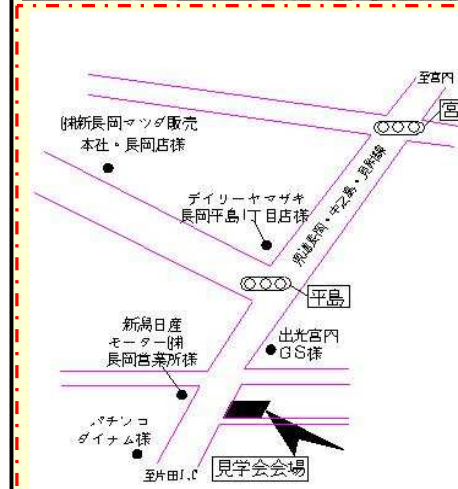 至宮内
宮
㈱新長岡マツダ販売
本社・長岡店様
デイリーヤマザキ
長岡平島1丁目店様
県道長岡・中之島・見附線
平島
新潟日産
モーター㈱
長岡営業所様
出光宮内
GS様
パチンコ
ダイナム様
見学会会場
至片田I.C